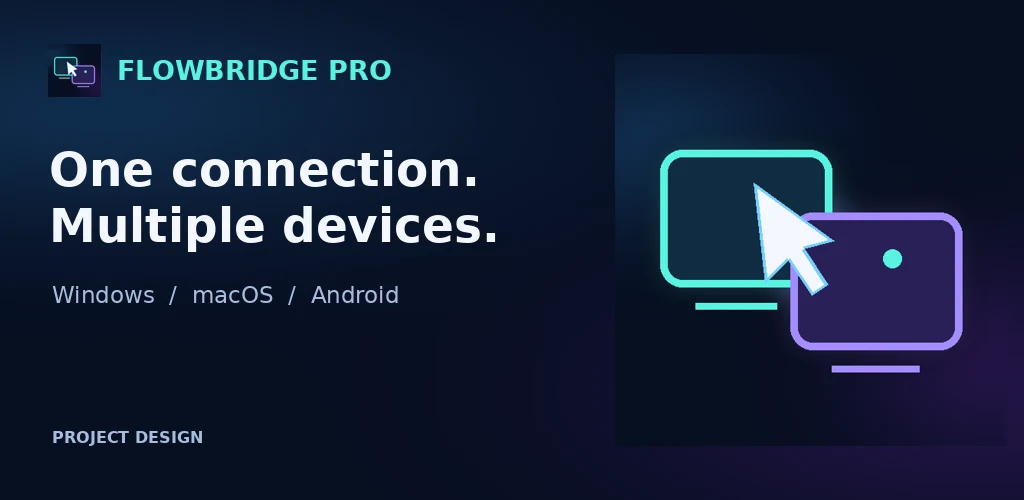 FLOWBRIDGE PRO
One connection.
Multiple devices.
Windows / macOS / Android
PROJECT DESIGN